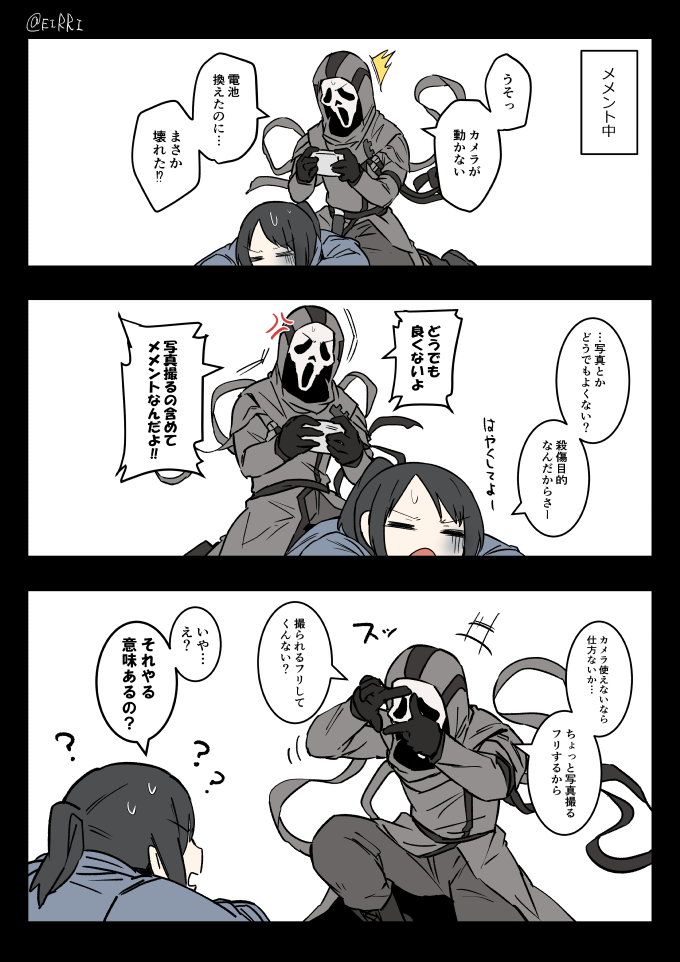 @EIRRI
メメント中
うそっ
カメラが
動かない
電池
換えたのに…
まさか
壊れた!?
…写真とか
どうでもよくない？
殺傷目的
なんだからさー
はやくしてよー
どうでも
良くないよ
写真撮るの含めて
メメントなんだよ!!
カメラ使えないなら
仕方ないか…
ちょっと写真撮る
フリするから
スッ
撮られるフリして
くんない？
いや…
え？
それやる
意味あるの？
？
？
？